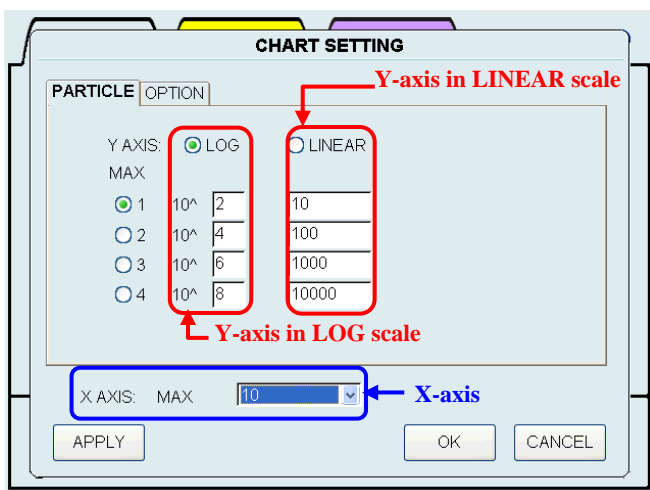 CHART SETTING
Y-axis in LINEAR scale
PARTICLE OPTION
Y AXIS: LOG LINEAR
MAX
1 10^ 2 10
2 10^ 4 100
3 10^ 6 1000
4 10^ 8 10000
Y-axis in LOG scale
X AXIS: MAX 10 X-axis
APPLY OK CANCEL